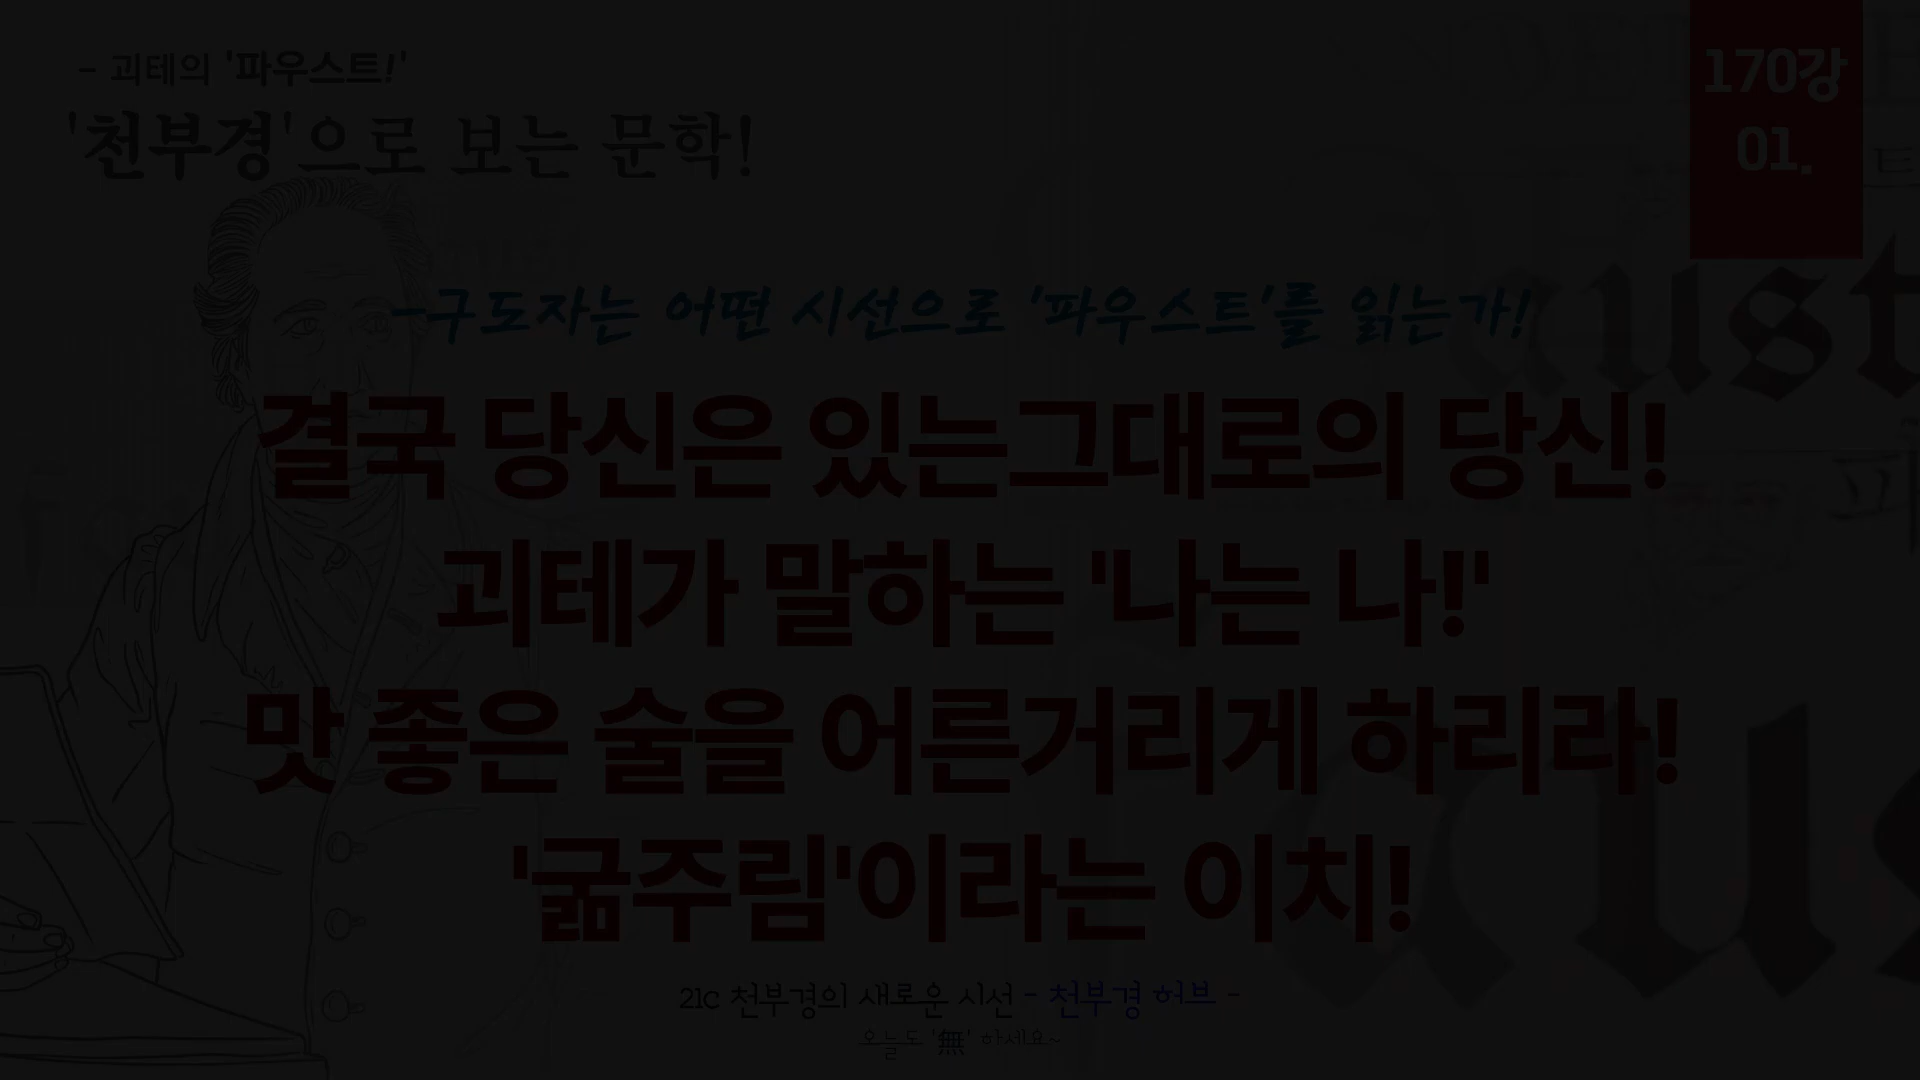 - 괴테의 '파우스트!'
'천부경'으로 보는 문학!
170강
01.
-구도자는 어떤 시선으로 '파우스트'를 읽는가!
결국 당신은 있는그대로의 당신!
괴테가 말하는 '나는 나!'
맛 좋은 술을 어른거리게 하리라!
'굶주림'이라는 이치!
21c 천부경의 새로운 시선 - 천부경 허브 -
오늘도 '無' 하세요~